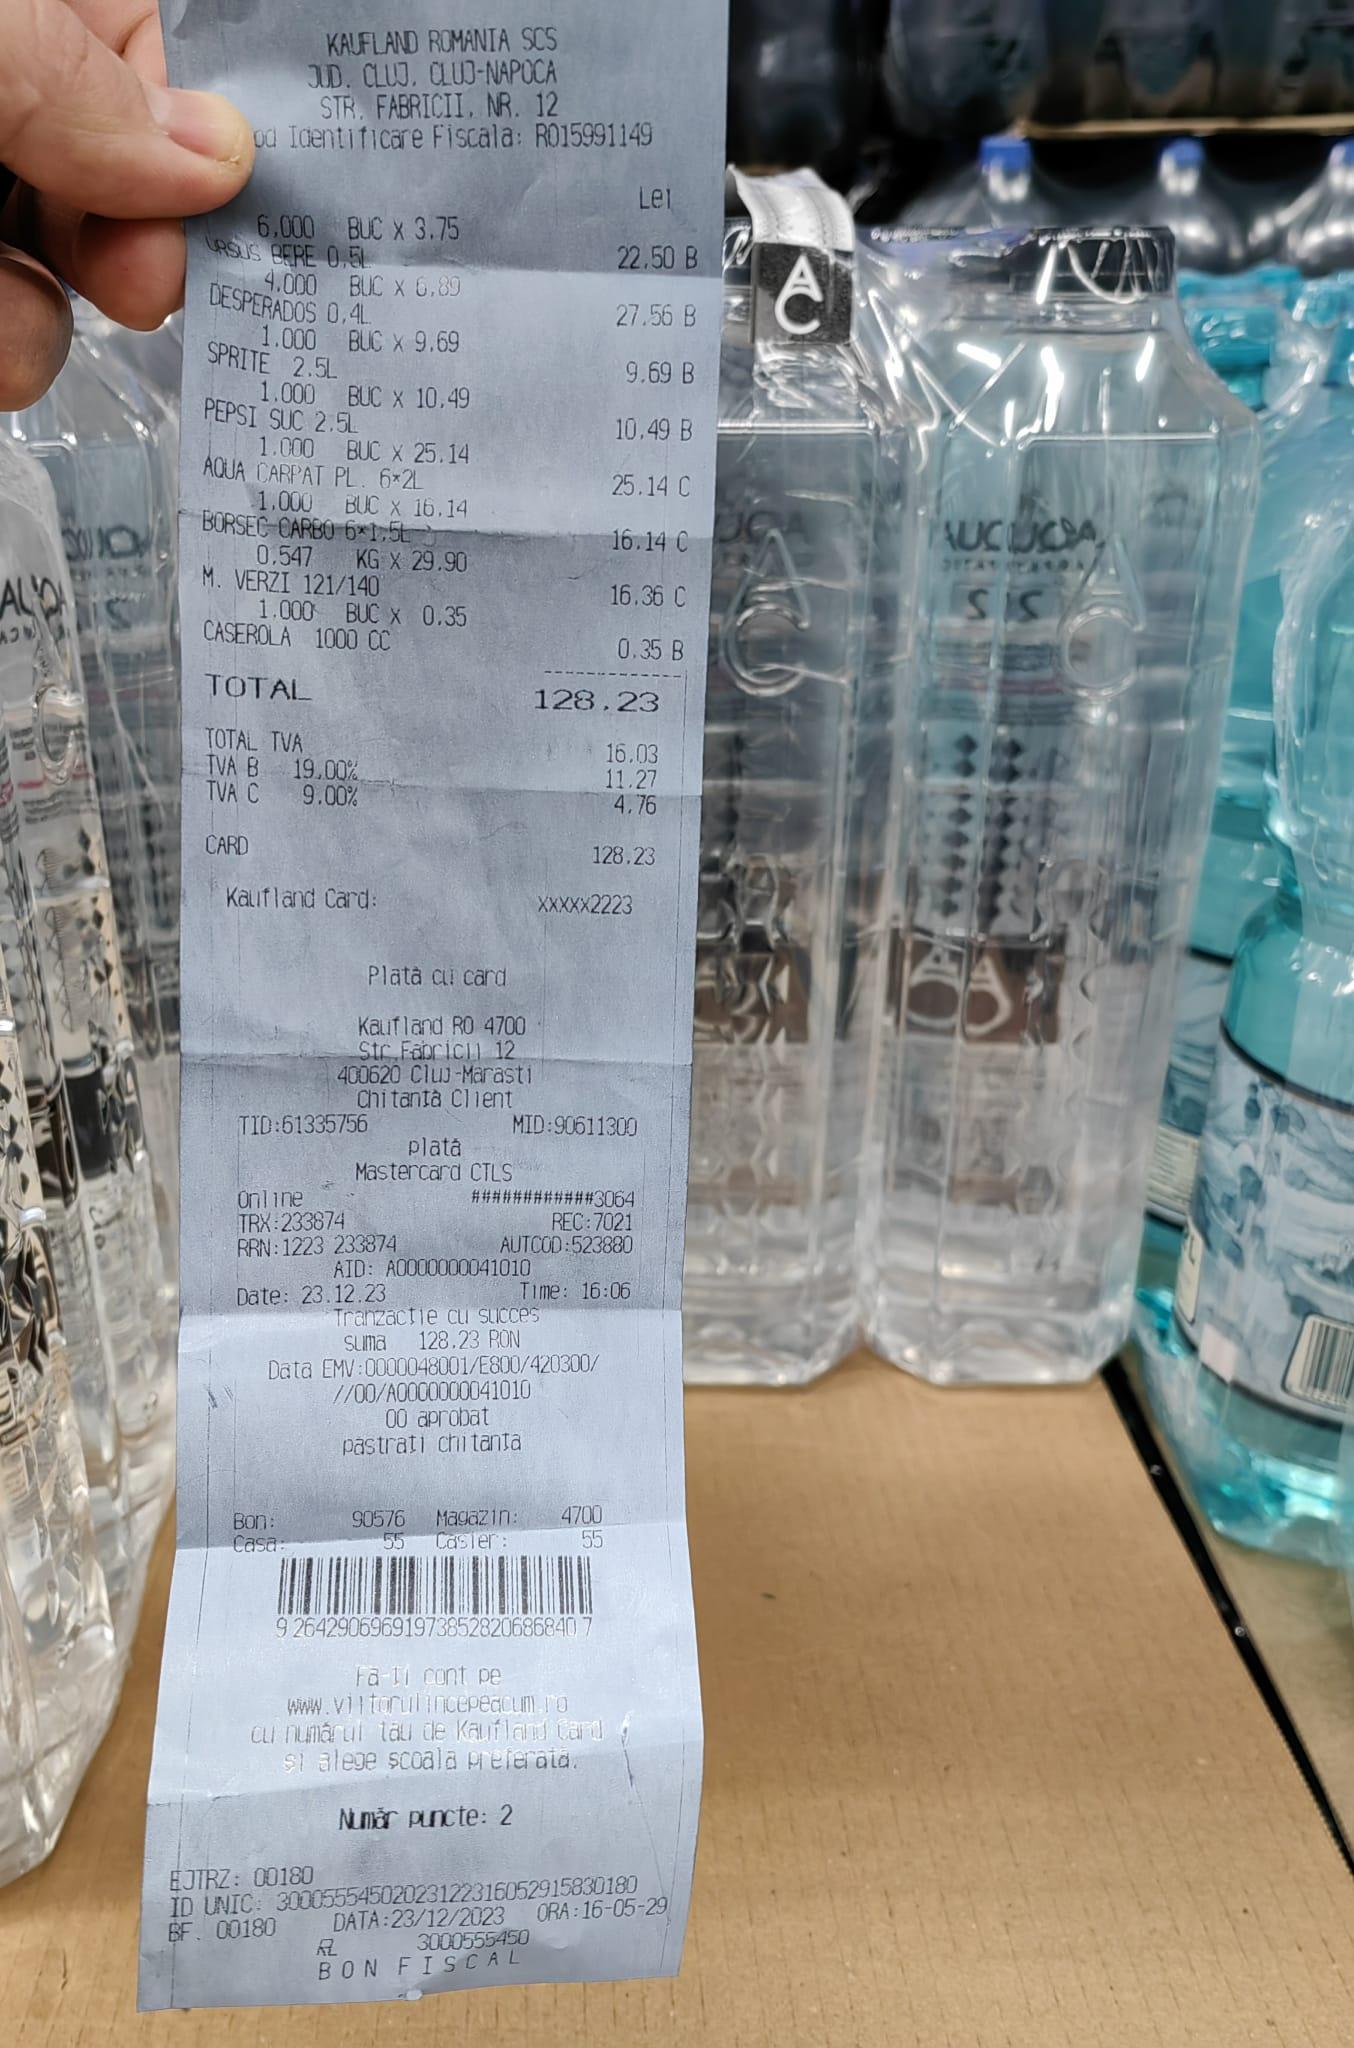 KAUFLAND ROMANIA SCS
JUD. CLUJ, CLUJ-NAPOCA
STR. FABRICII, NR. 12
od Identificare Fiscala: RO15991149
Lei
6,000 BUC X 3.75
URSUS BERE 0,5L 22.50 B
4.000 BUC X 6.89
DESPERADOS 0,4L 27.56 B
1.000 BUC X 9.69
SPRITE 2.5L 9.69 B
1.000 BUC X 10.49
PEPSI SUC 2.5L 10.49 B
1.000 BUC X 25.14
AQUA CARPAT PL. 6*2L 25.14 C
1.000 BUC X 16.14
BORSEC CARBO 6*1,5L 16.14 C
0.547 KG X 29.90
M. VERZI 121/140 16.36 C
1.000 BUC X 0.35
CASEROLA 1000 CC 0.35 B
TOTAL 128.23
TOTAL TVA 16.03
TVA B 19.00% 11.27
TVA C 9.00% 4.76
CARD 128.23
Kaufland Card: XXXXX2223
Plată cu card
Kaufland RO 4700
Str.Fabricii 12
400620 Cluj-Marasti
Chitanță Client
TID:61335756 MID:90611300
plată
Mastercard CTLS
Online ############3064
TRX:233874 REC:7021
RRN:1223 233874 AUTCOD:523880
AID: A0000000041010
Date: 23.12.23 Time: 16:06
Tranzactie cu succes
suma 128.23 RON
Data EMV:0000048001/E800/420300/
//00/A0000000041010
00 aprobat
păstrați chitanța
Bon: 90576 Magazin: 4700
Casa: 55 Casier: 55
9 264290696919738528206868407
Fă-ți cont pe
www.viitorulincepeacum.ro
cu numărul tău de Kaufland Card
și alege școala preferată.
Număr puncte: 2
EJTRZ: 00180
ID UNIC: 3000555450202312231605291583​0180
BF. 00180 DATA:23/12/2023 ORA:16-05-29
3000555450
BON FISCAL
AC